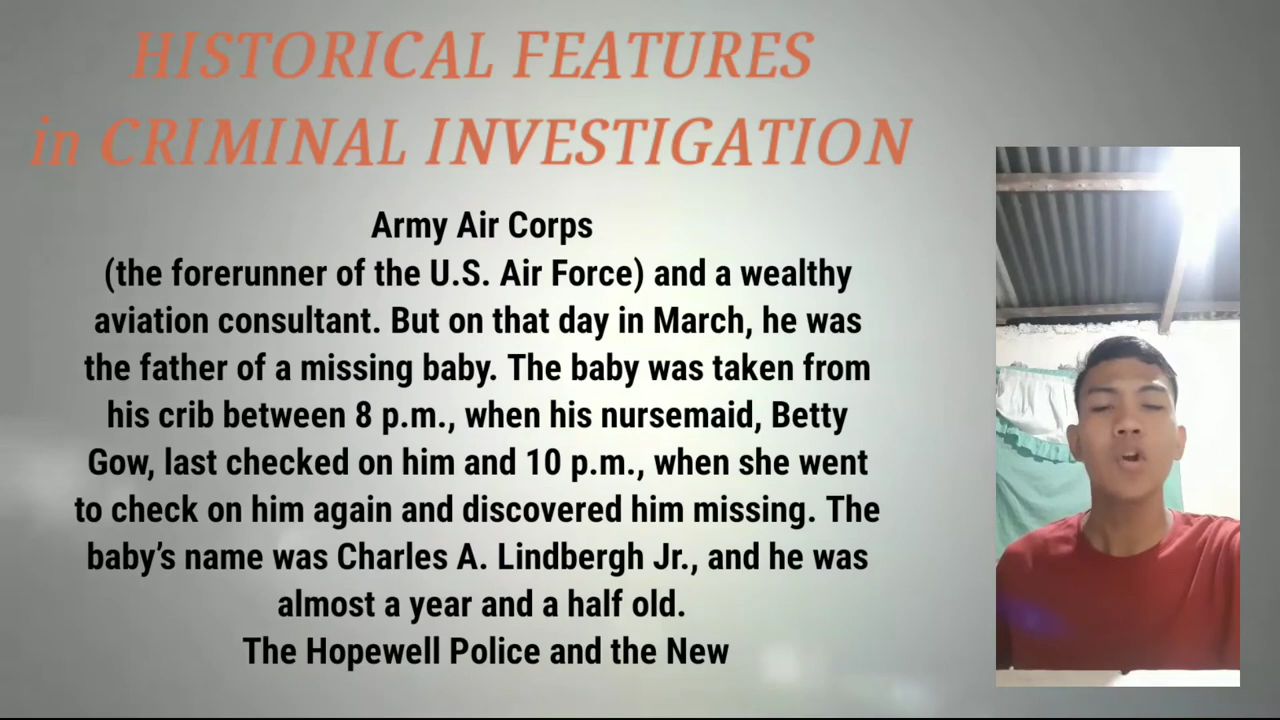 HISTORICAL FEATURES
in CRIMINAL INVESTIGATION
Army Air Corps
(the forerunner of the U.S. Air Force) and a wealthy
aviation consultant. But on that day in March, he was
the father of a missing baby. The baby was taken from
his crib between 8 p.m., when his nursemaid, Betty
Gow, last checked on him and 10 p.m., when she went
to check on him again and discovered him missing. The
baby’s name was Charles A. Lindbergh Jr., and he was
almost a year and a half old.
The Hopewell Police and the New